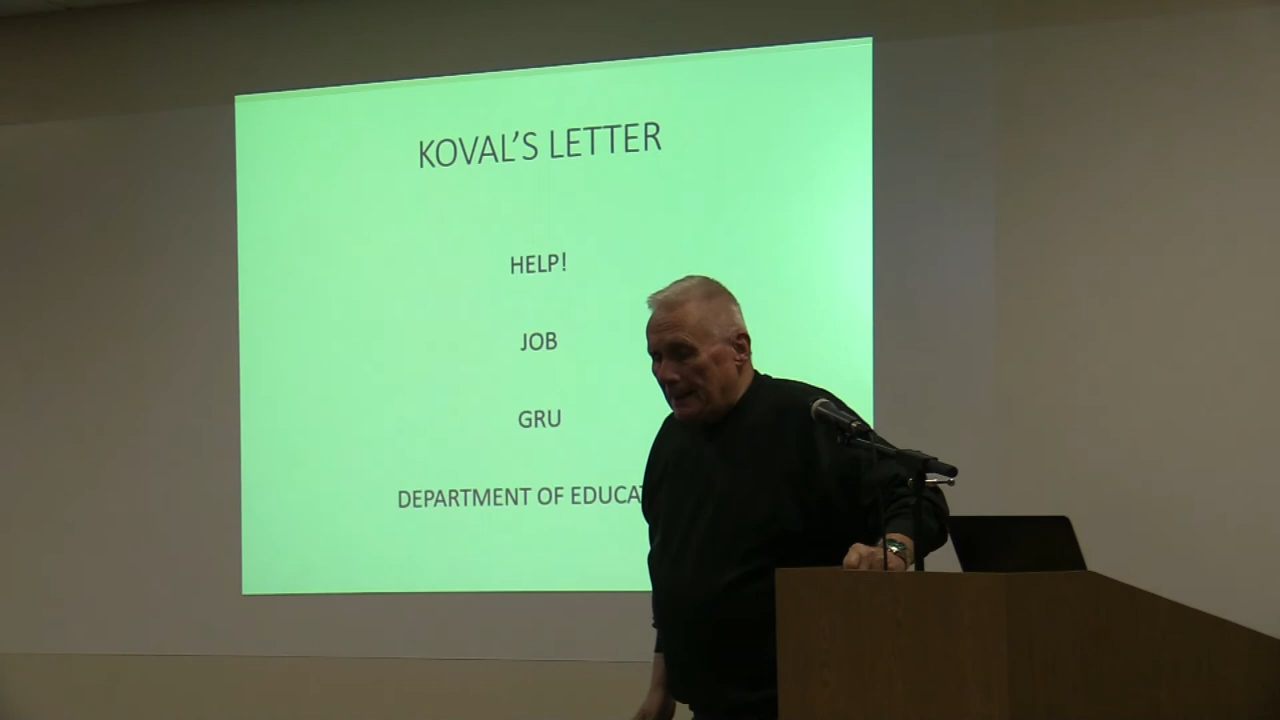 KOVAL'S LETTER
HELP!
JOB
GRU
DEPARTMENT OF EDUCAT